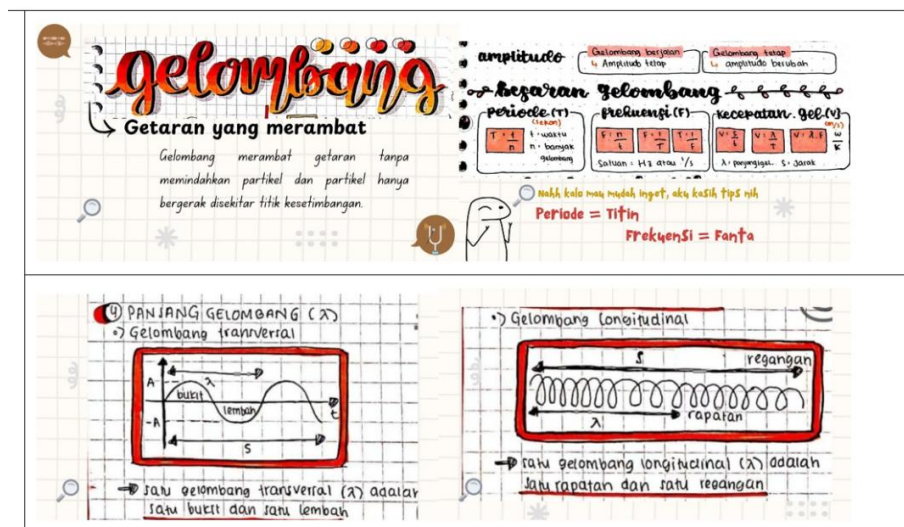 gelombang
Getaran yang merambat
Gelombang merambat getaran tanpa
memindahkan partikel dan partikel hanya
bergerak disekitar titik kesetimbangan.
amplitudo
Gelombang berjalan
↳ Amplitudo tetap
Gelombang tetap
↳ amplitudo berubah
besaran gelombang
Periode (T)
(sekon)
T = t/n
t = waktu
n = banyak
gelombang
frekuensi (F)
F = n/t
F = 1/T
T = 1/F
Satuan = Hz atau 1/s
kecepatan gel. (V)
(m/s)
V = s/t
V = λ/T
V = λ.F
w/k
λ = panjang gel. S = Jarak
Nahh kalo mau mudah inget, aku kasih tips nih
Periode = Titin
Frekuensi = Fanta
4 PANJANG GELOMBANG (λ)
•) Gelombang tranversal
A
λ
bukit
lembah
t
-A
S
satu gelombang transversal (λ) adalah
satu bukit dan satu lembah
•) Gelombang Longitudinal
S
regangan
λ
rapatan
satu gelombang longitudinal (λ) adalah
satu rapatan dan satu regangan